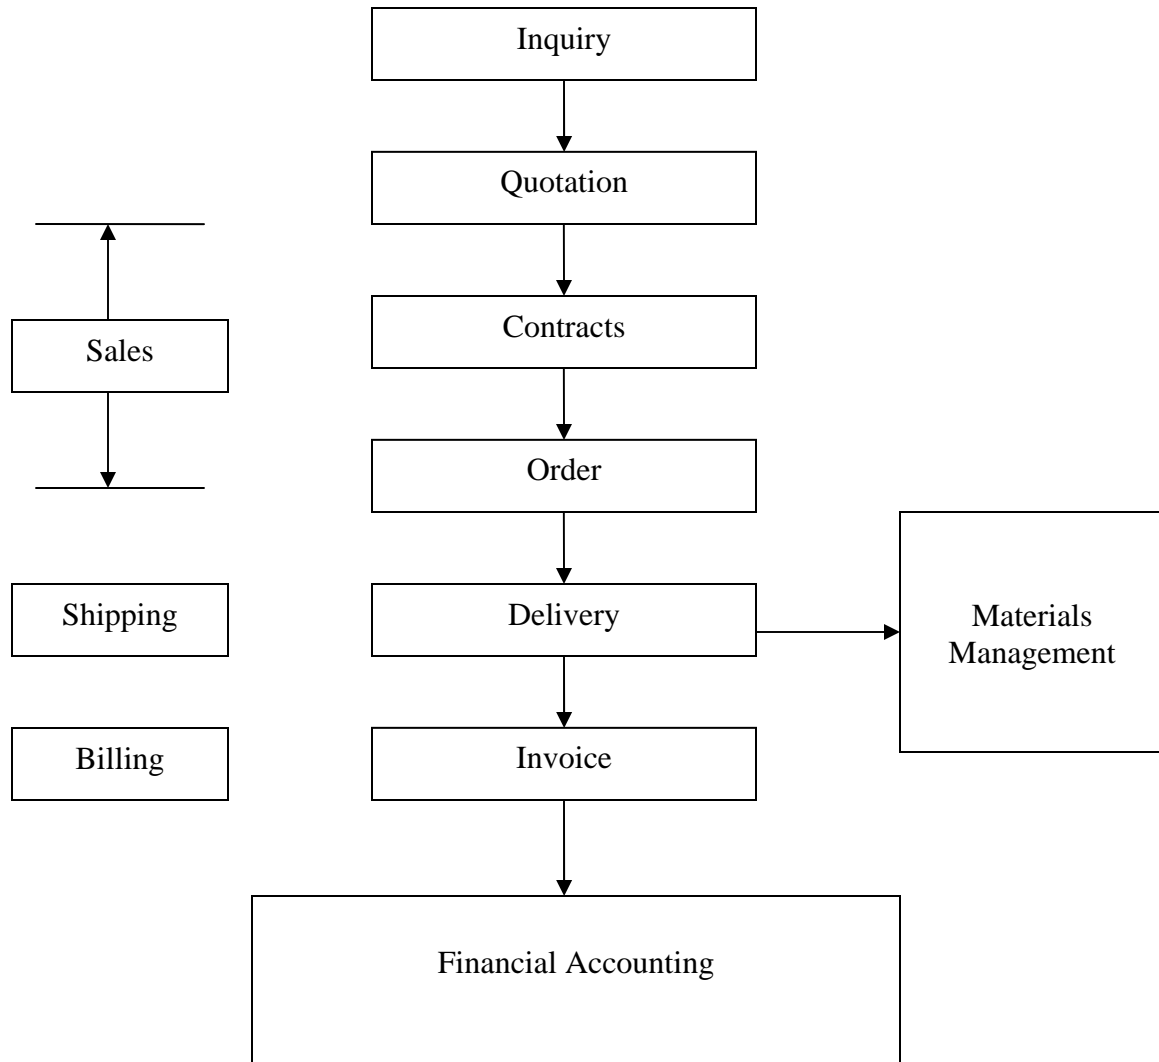 Inquiry
Quotation
Contracts
Sales
Order
Shipping
Delivery
Materials
Management
Billing
Invoice
Financial Accounting